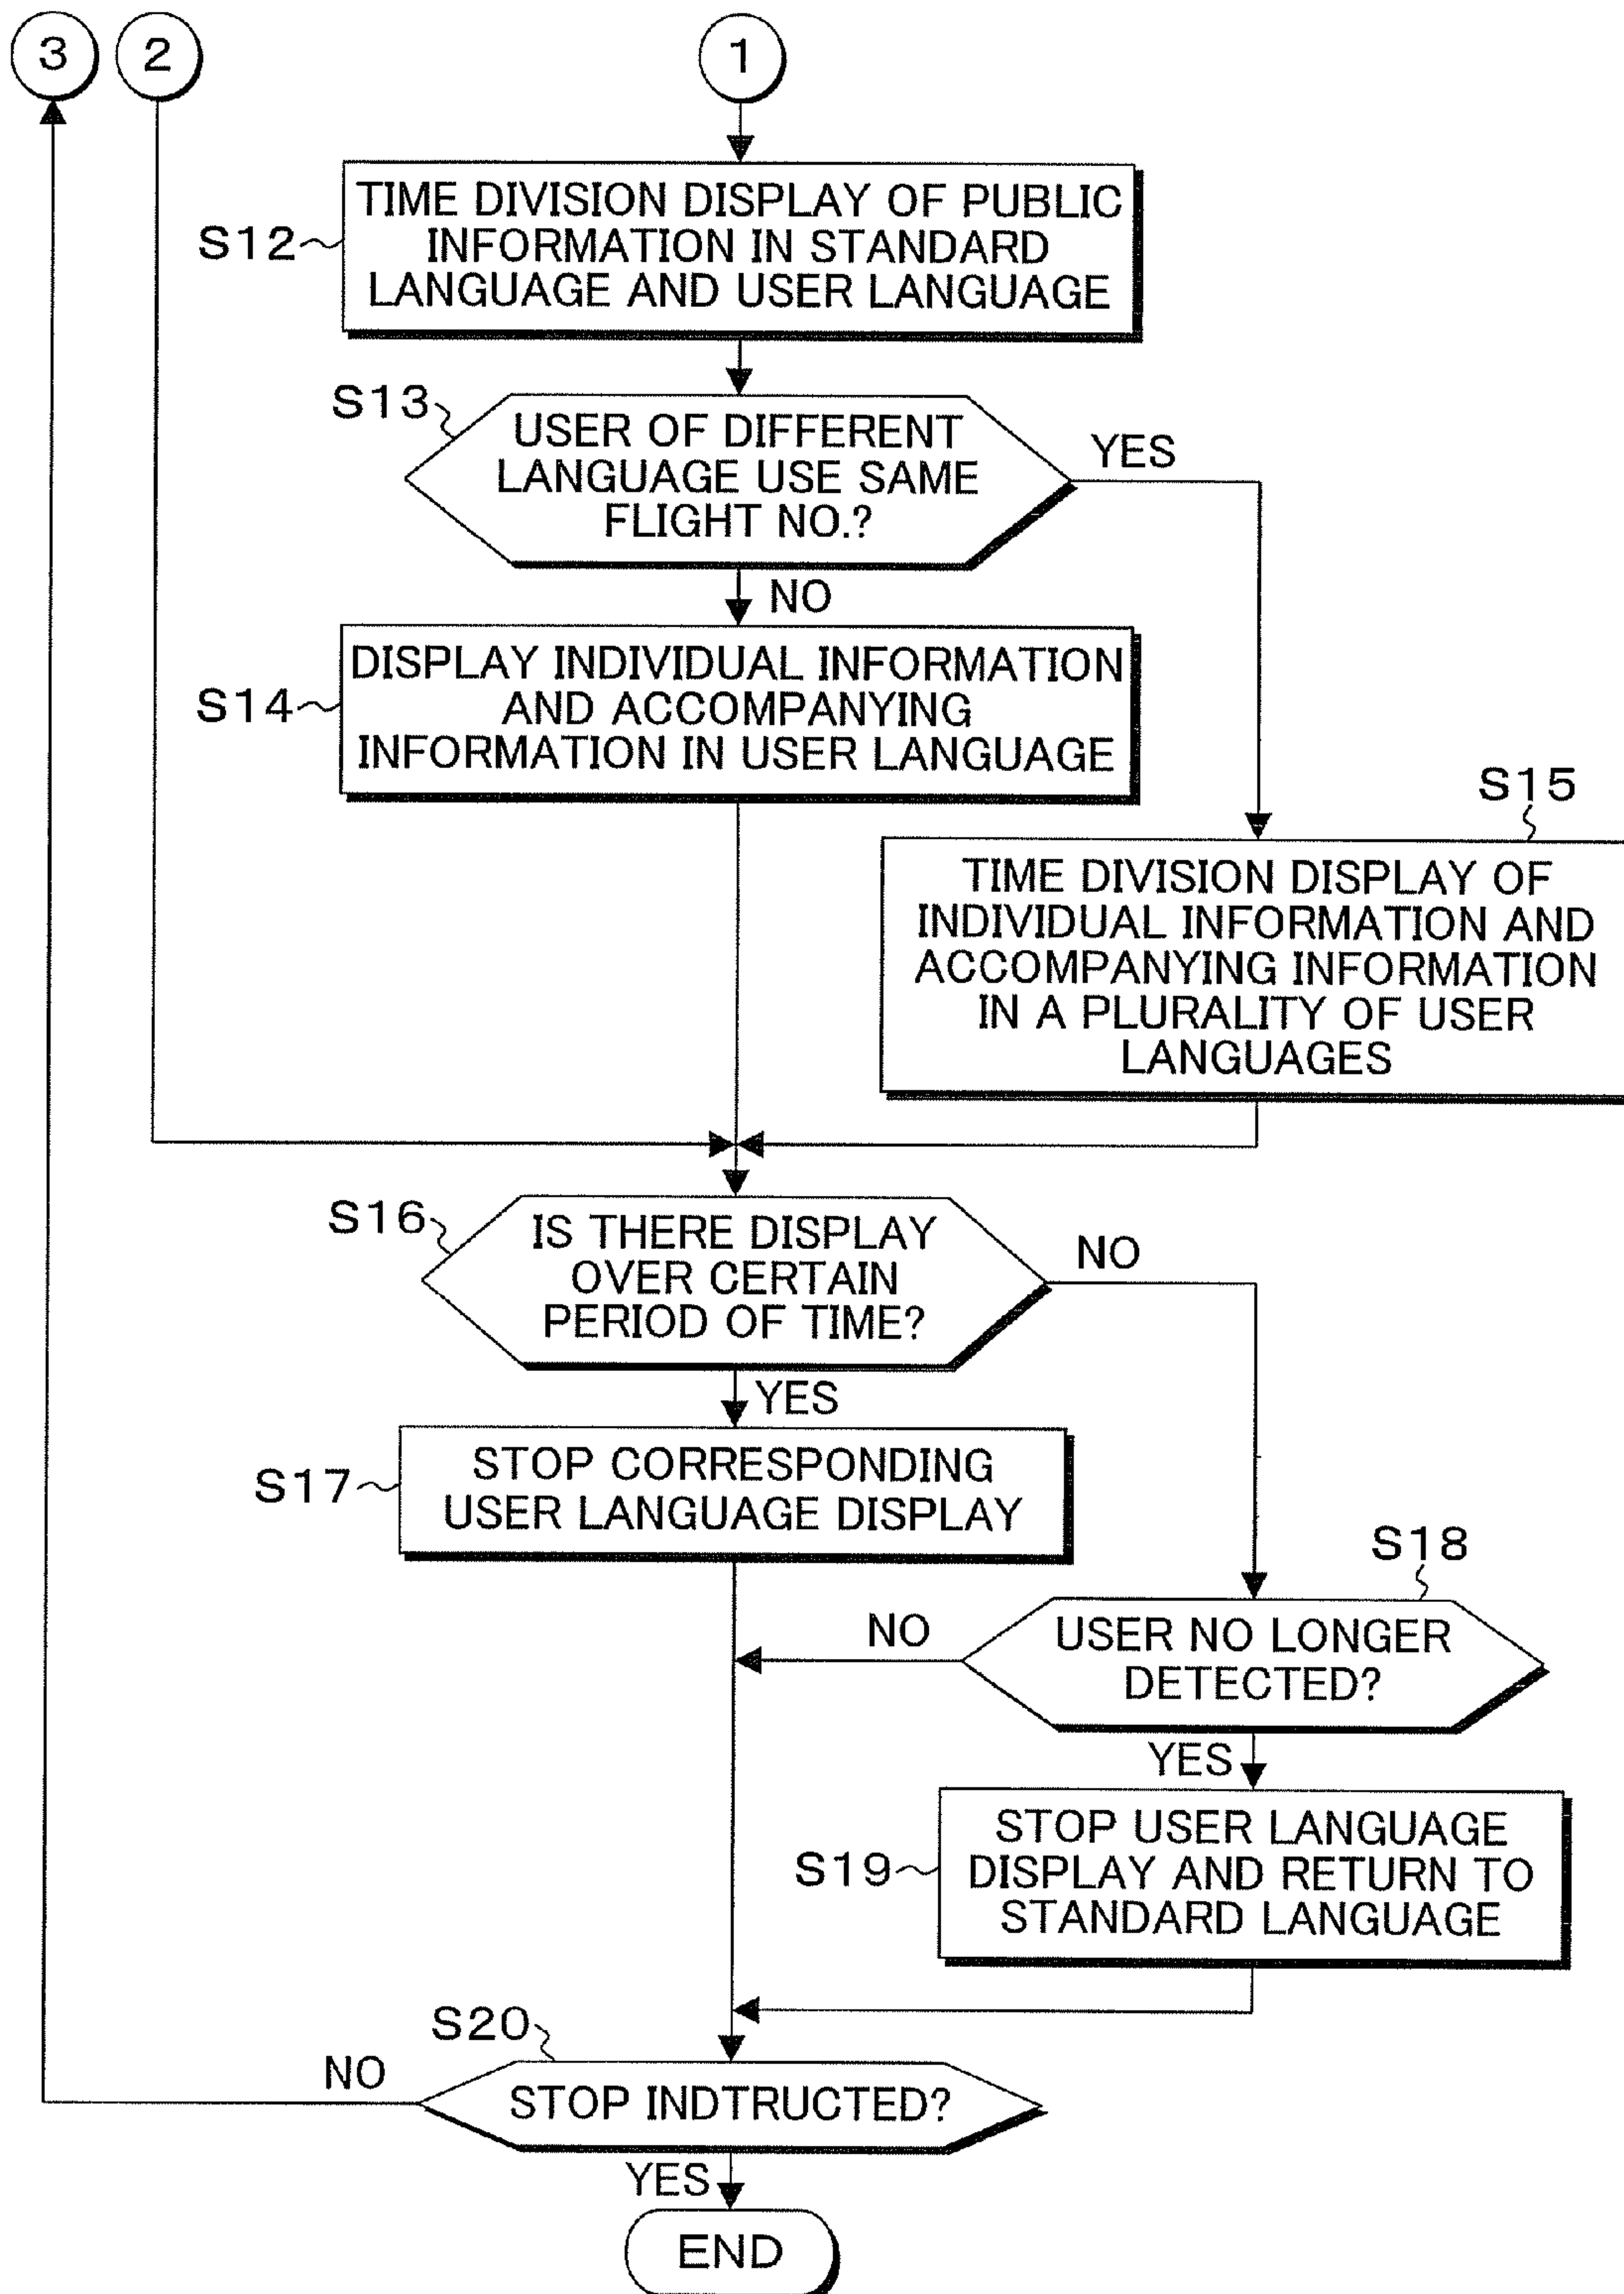 3
2
1
S12
TIME DIVISION DISPLAY OF PUBLIC
INFORMATION IN STANDARD
LANGUAGE AND USER LANGUAGE
S13
USER OF DIFFERENT
LANGUAGE USE SAME
FLIGHT NO.?
YES
NO
S14
DISPLAY INDIVIDUAL INFORMATION
AND ACCOMPANYING
INFORMATION IN USER LANGUAGE
S15
TIME DIVISION DISPLAY OF
INDIVIDUAL INFORMATION AND
ACCOMPANYING INFORMATION
IN A PLURALITY OF USER
LANGUAGES
S16
IS THERE DISPLAY
OVER CERTAIN
PERIOD OF TIME?
NO
YES
S17
STOP CORRESPONDING
USER LANGUAGE DISPLAY
S18
USER NO LONGER
DETECTED?
NO
YES
S19
STOP USER LANGUAGE
DISPLAY AND RETURN TO
STANDARD LANGUAGE
S20
STOP INDTRUCTED?
NO
YES
END